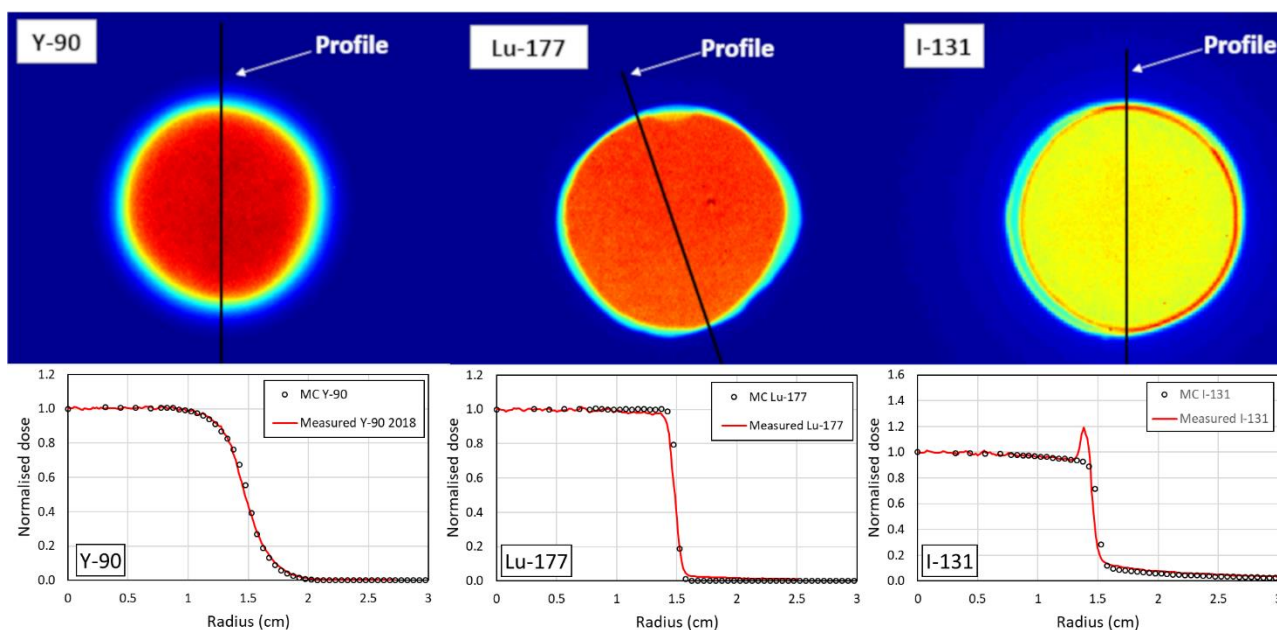 Y-90
Profile
Lu-177
Profile
I-131
Profile
1.2
1.0
0.8
0.6
0.4
0.2
0.0
Normalised dose
MC Y-90
Measured Y-90 2018
Y-90
0 0.5 1 1.5 2 2.5 3
Radius (cm)
1.2
1.0
0.8
0.6
0.4
0.2
0.0
Normalised dose
MC Lu-177
Measured Lu-177
Lu-177
0 0.5 1 1.5 2 2.5 3
Radius (cm)
1.6
1.4
1.2
1.0
0.8
0.6
0.4
0.2
0.0
Normalised dose
MC I-131
Measured I-131
I-131
0 0.5 1 1.5 2 2.5 3
Radius (cm)